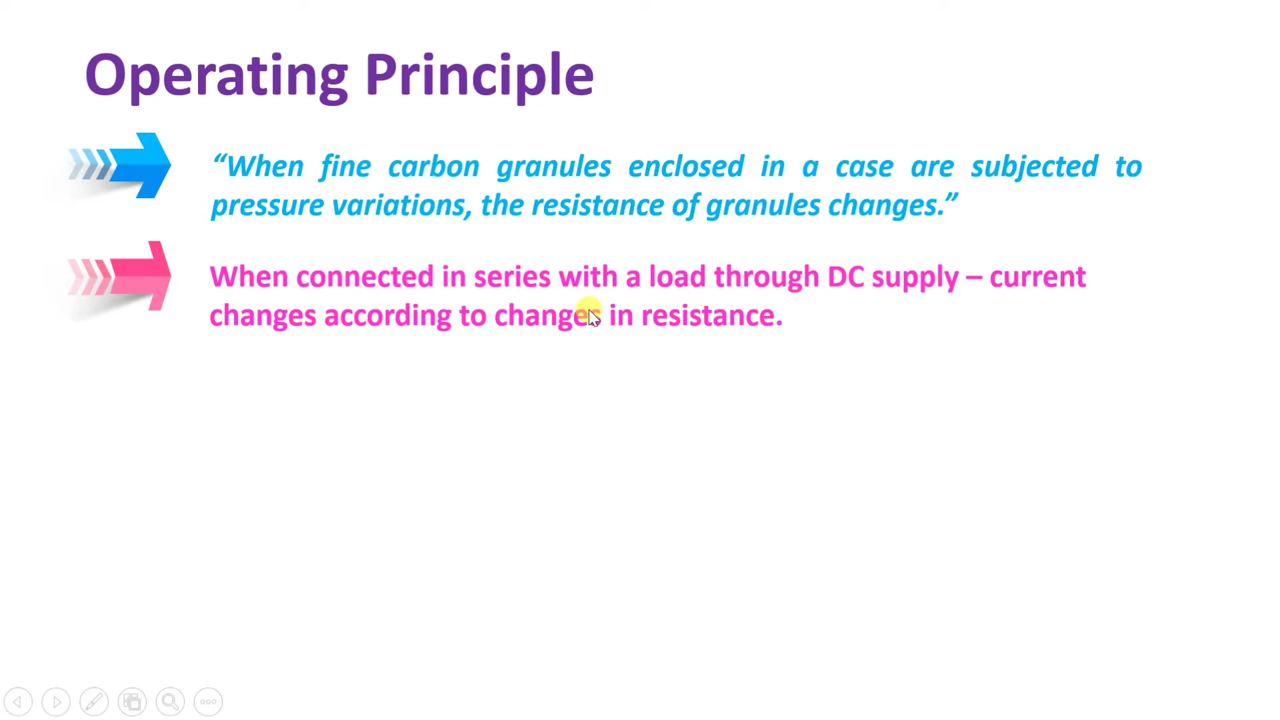 Operating Principle
“When fine carbon granules enclosed in a case are subjected to
pressure variations, the resistance of granules changes.”
When connected in series with a load through DC supply – current
changes according to changes in resistance.